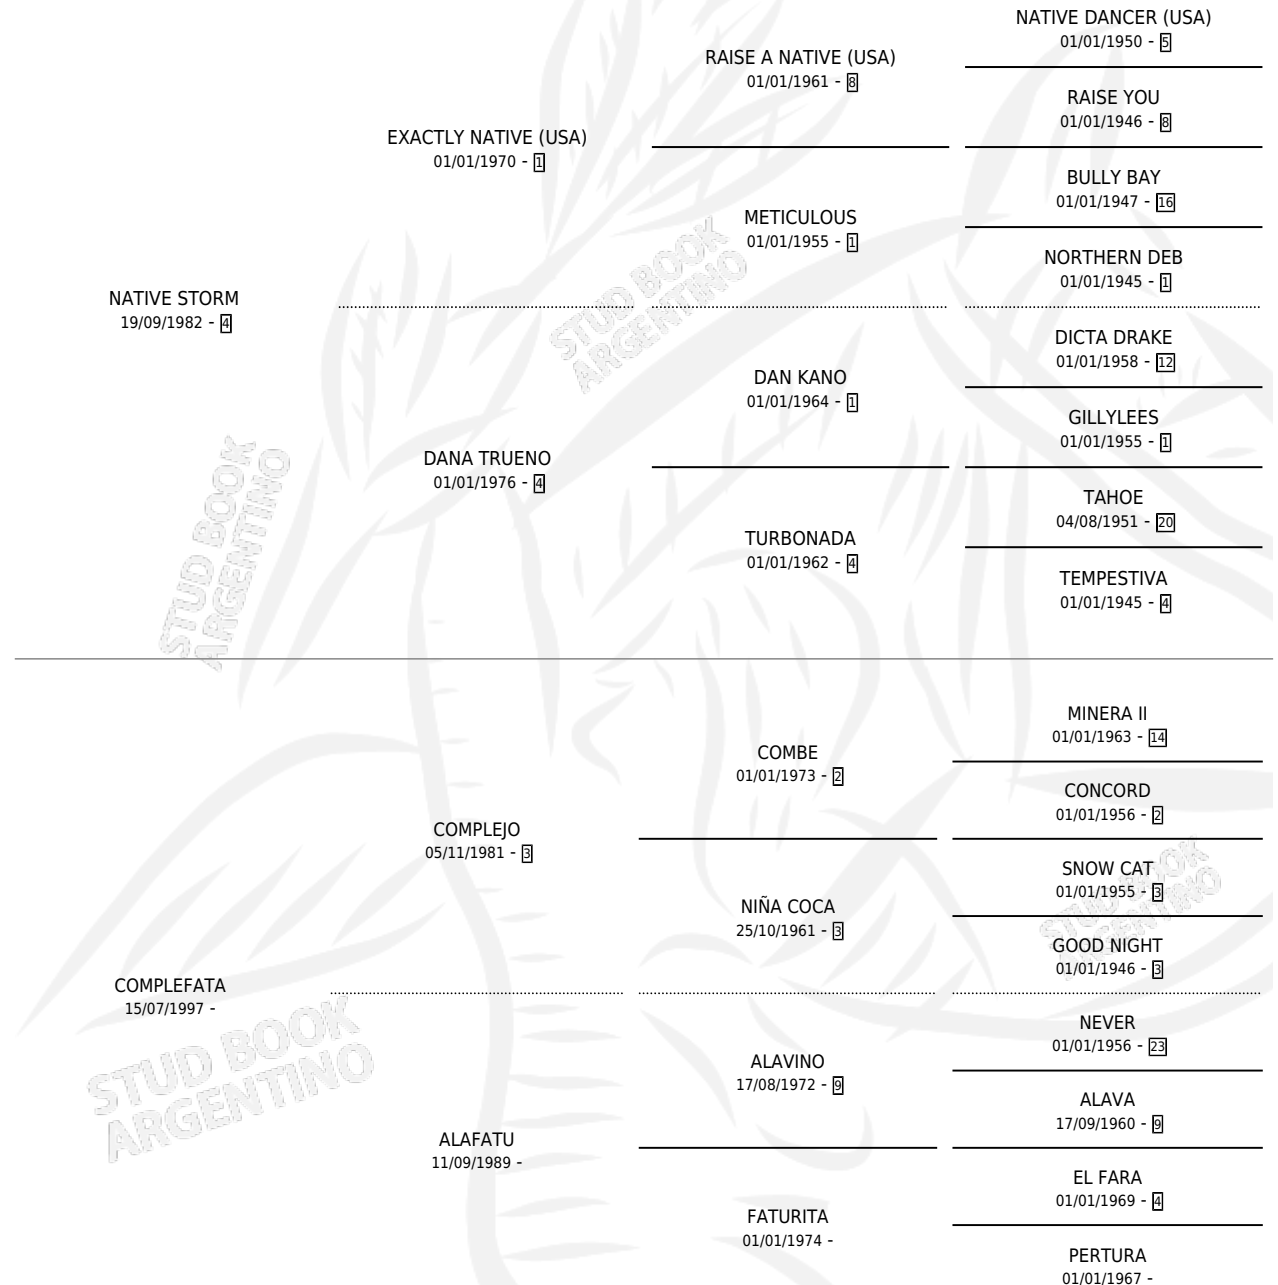 NATIVE DANCER (USA)
01/01/1950 - 5
RAISE A NATIVE (USA)
01/01/1961 - 8
RAISE YOU
01/01/1946 - 8
EXACTLY NATIVE (USA)
01/01/1970 - 1
BULLY BAY
01/01/1947 - 16
METICULOUS
01/01/1955 - 1
NORTHERN DEB
01/01/1945 - 1
NATIVE STORM
19/09/1982 - 4
DICTA DRAKE
01/01/1958 - 12
DAN KANO
01/01/1964 - 1
GILLYLEES
01/01/1955 - 1
DANA TRUENO
01/01/1976 - 4
TAHOE
04/08/1951 - 20
TURBONADA
01/01/1962 - 4
TEMPESTIVA
01/01/1945 - 4
MINERA II
01/01/1963 - 14
COMBE
01/01/1973 - 2
CONCORD
01/01/1956 - 2
COMPLEJO
05/11/1981 - 3
SNOW CAT
01/01/1955 - 3
NIÑA COCA
25/10/1961 - 3
GOOD NIGHT
01/01/1946 - 3
COMPLEFATA
15/07/1997 -
NEVER
01/01/1956 - 23
ALAVINO
17/08/1972 - 9
ALAVA
17/09/1960 - 9
ALAFATU
11/09/1989 -
EL FARA
01/01/1969 - 4
FATURITA
01/01/1974 -
PERTURA
01/01/1967 -
STUD BOOK
ARGENTINO
STUD BOOK
ARGENTINO
STUD BOOK
ARGENTINO
STUD BOOK
ARGENTINO